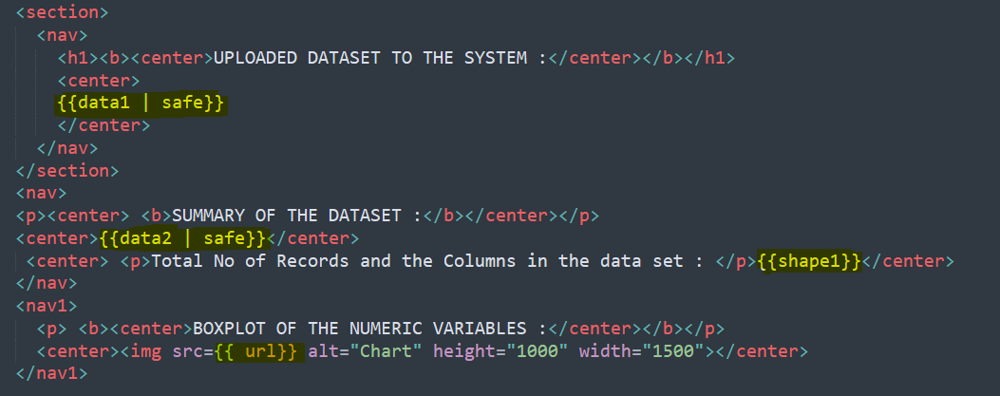 <section>
<nav>
<h1><b><center>UPLOADED DATASET TO THE SYSTEM :</center></b></h1>
<center>
{{data1 | safe}}
</center>
</nav>
</section>
<nav>
<p><center> <b>SUMMARY OF THE DATASET :</b></center></p>
<center>{{data2 | safe}}</center>
<center> <p>Total No of Records and the Columns in the data set : </p>{{shape1}}</center>
</nav>
<nav1>
<p> <b><center>BOXPLOT OF THE NUMERIC VARIABLES :</center></b></p>
<center><img src={{ url}} alt="Chart" height="1000" width="1500"></center>
</nav1>